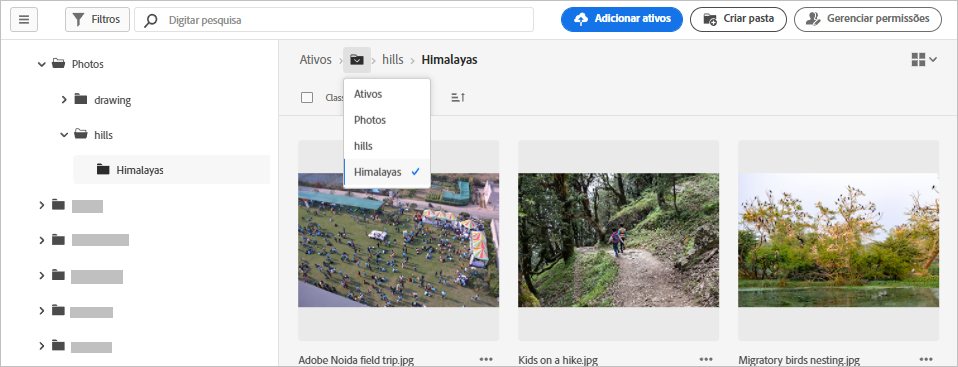 Filtros
Digitar pesquisa
Adicionar ativos
Criar pasta
Gerenciar permissões
Photos
drawing
hills
Himalayas
Ativos › › hills › Himalayas
Class
Ativos
Photos
hills
Himalayas
Adobe Noida field trip.jpg
Kids on a hike.jpg
Migratory birds nesting.jpg